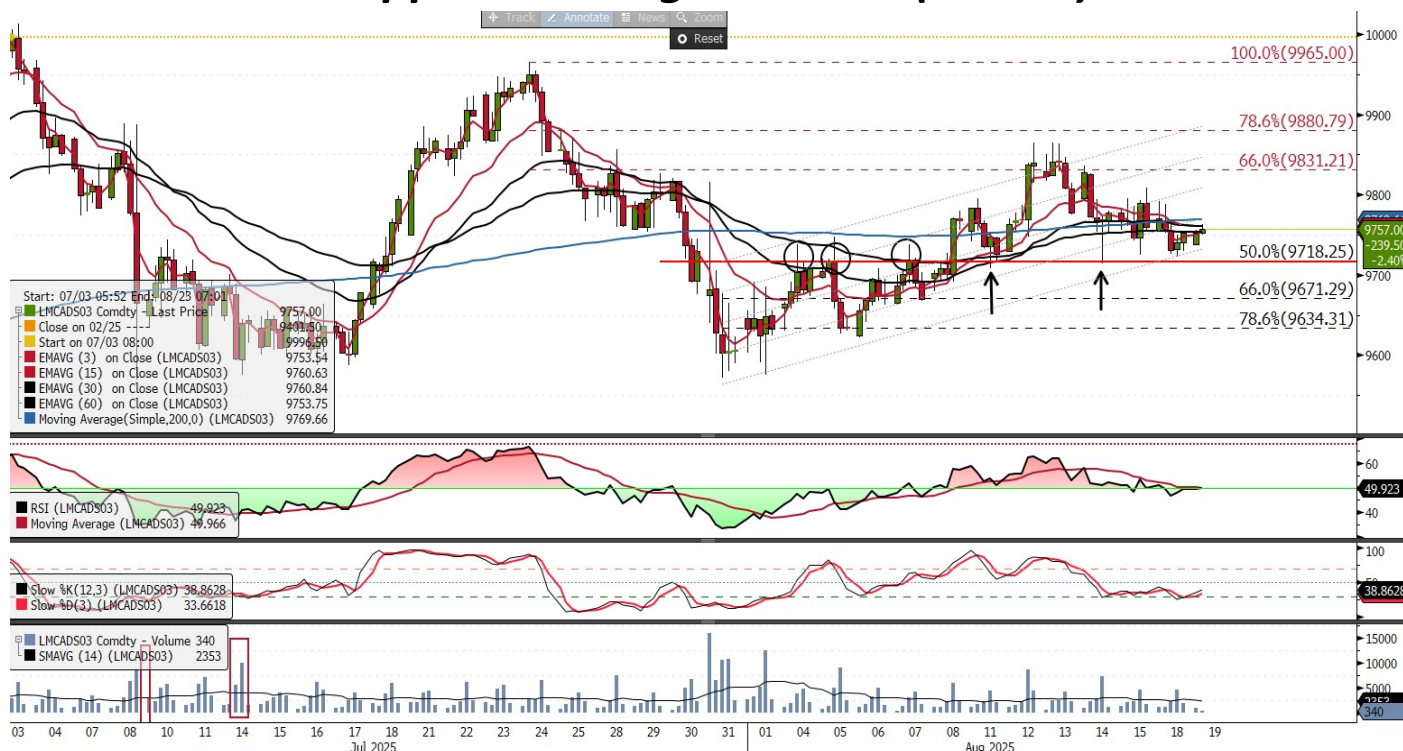 Track Annotate News Zoom
Reset
10000
100.0%(9965.00)
9900
78.6%(9880.79)
66.0%(9831.21)
9800
9757.00
239.50
-2.40%
50.0%(9718.25)
9700
66.0%(9671.29)
78.6%(9634.31)
9600
Start: 07/03 05:52 End: 08/23 07:01
LMCADS03 Comdty - Last Price 9757.00
Close on 02/25 ---- 9401.50
Start on 07/03 08:00 9996.50
EMAVG (3) on Close (LMCADS03) 9753.54
EMAVG (15) on Close (LMCADS03) 9760.63
EMAVG (30) on Close (LMCADS03) 9760.84
EMAVG (60) on Close (LMCADS03) 9753.75
Moving Average(Simple,200,0) (LMCADS03) 9769.66
60
49.923
40
RSI (LMCADS03) 49.923
Moving Average (LMCADS03) 49.966
100
38.8628
Slow %K(12,3) (LMCADS03) 38.8628
Slow %D(3) (LMCADS03) 33.6618
LMCADS03 Comdty - Volume 340
SMAVG (14) (LMCADS03) 2353
15000
10000
5000
2353
340
03 04 07 08 10 11 14 15 16 17 18 21 22 23 24 25 28 29 30 31 01 04 05 06 07 08 11 12 13 14 15 18 19
Jul 2025 Aug 2025